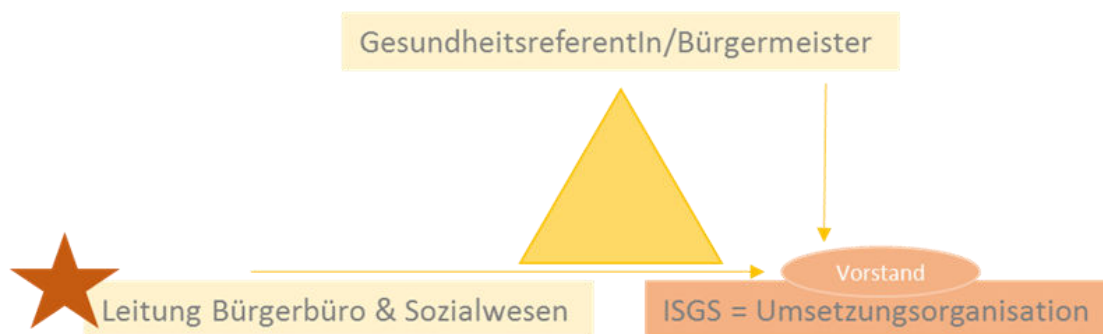 GesundheitsreferentIn/Bürgermeister
Vorstand
Leitung Bürgerbüro & Sozialwesen
ISGS = Umsetzungsorganisation